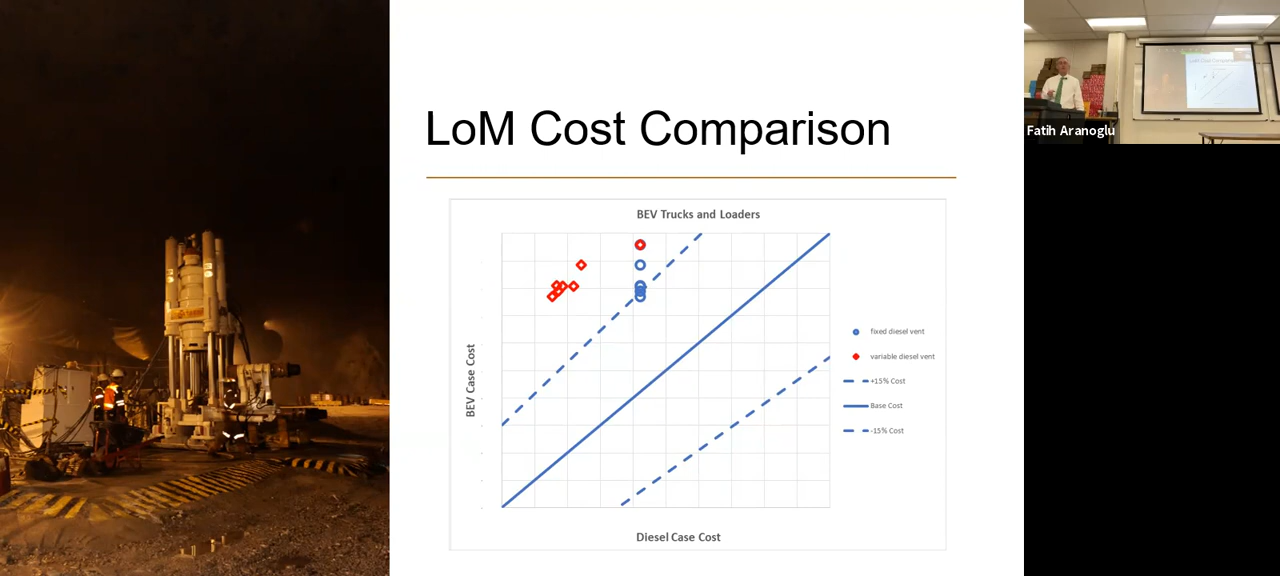 LoM Cost Comparison
BEV Trucks and Loaders
BEV Case Cost
fixed diesel vent
variable diesel vent
+15% Cost
Base Cost
-15% Cost
Diesel Case Cost
Fatih Aranoglu